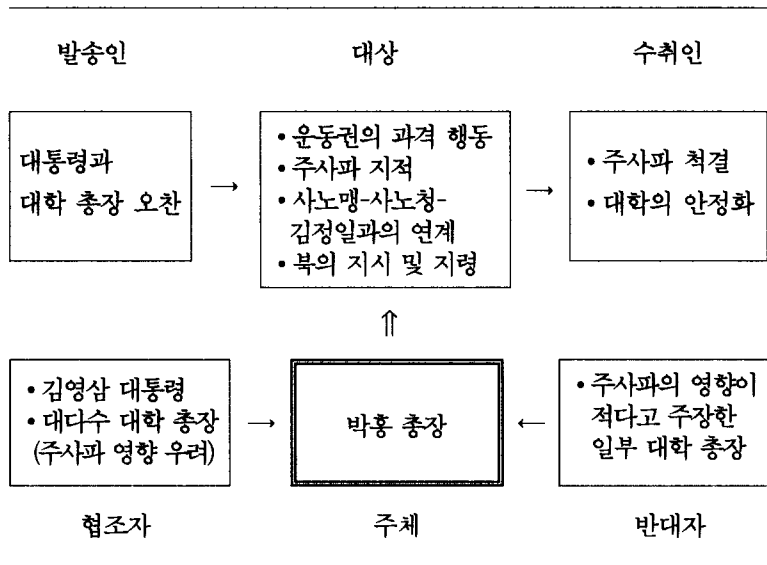 발송인 대상 수취인
대통령과
대학 총장 오찬
→
• 운동권의 과격 행동
• 주사파 지적
• 사노맹-사노청-
김정일과의 연계
• 북의 지시 및 지령
→
• 주사파 척결
• 대학의 안정화
⇑
• 김영삼 대통령
• 대다수 대학 총장
(주사파 영향 우려)
→
박홍 총장
←
• 주사파의 영향이
적다고 주장한
일부 대학 총장
협조자 주체 반대자